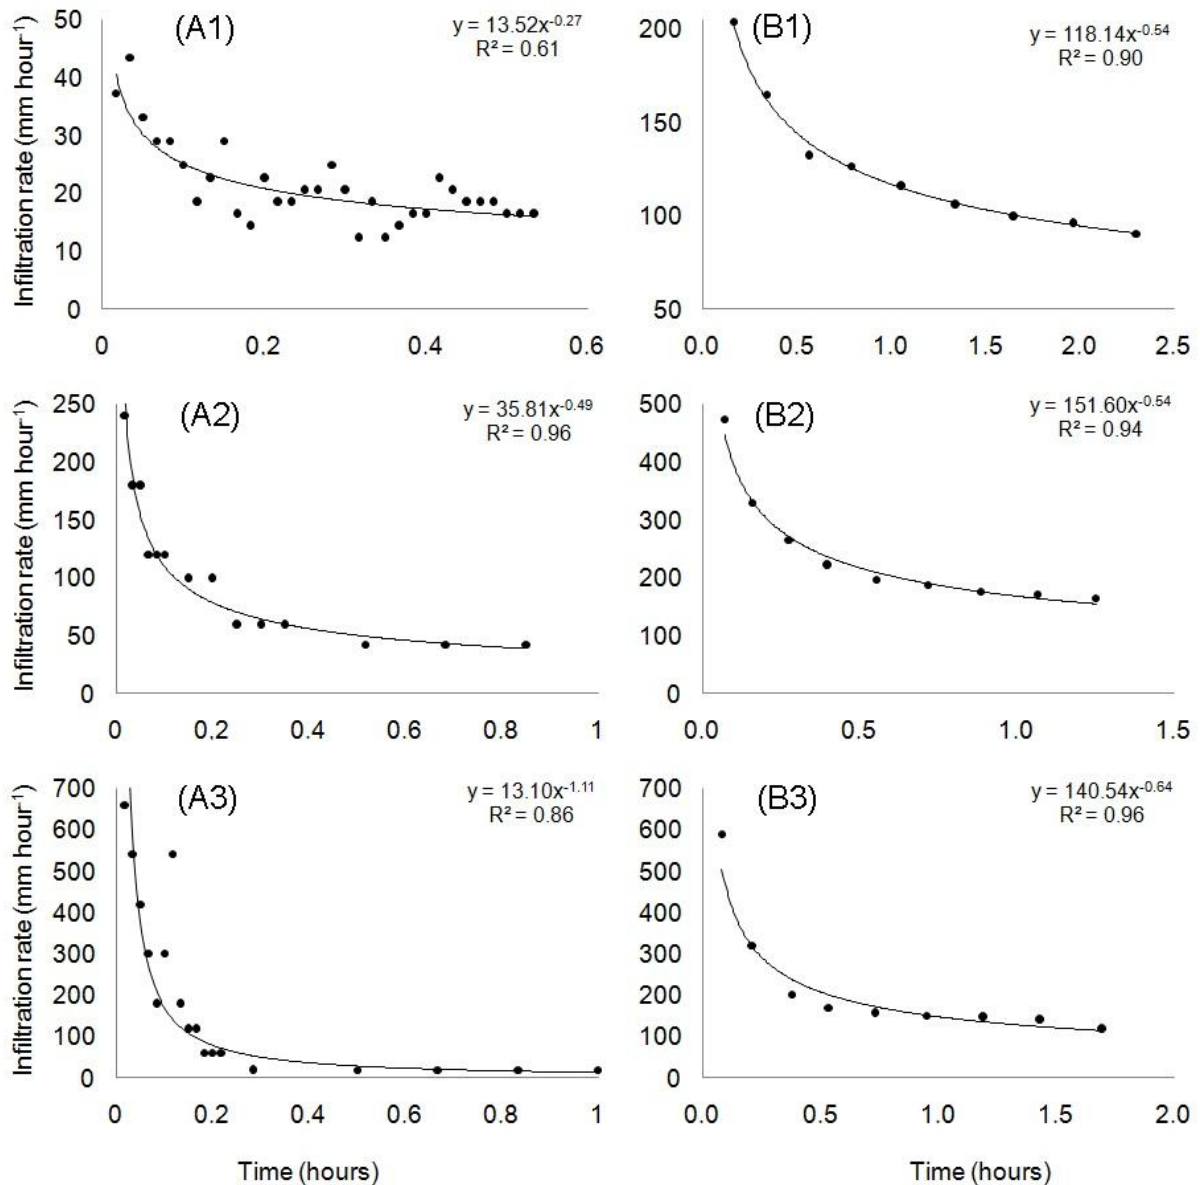 (A1)
y = 13.52x⁻⁰·²⁷
R² = 0.61
Infiltration rate (mm hour⁻¹)
50
40
30
20
10
0
0 0.2 0.4 0.6
(B1)
y = 118.14x⁻⁰·⁵⁴
R² = 0.90
200
150
100
50
0.0 0.5 1.0 1.5 2.0 2.5
(A2)
y = 35.81x⁻⁰·⁴⁹
R² = 0.96
Infiltration rate (mm hour⁻¹)
250
200
150
100
50
0
0 0.2 0.4 0.6 0.8 1
(B2)
y = 151.60x⁻⁰·⁵⁴
R² = 0.94
500
400
300
200
100
0
0.0 0.5 1.0 1.5
(A3)
y = 13.10x⁻¹·¹¹
R² = 0.86
Infiltration rate (mm hour⁻¹)
700
600
500
400
300
200
100
0
0 0.2 0.4 0.6 0.8 1
Time (hours)
(B3)
y = 140.54x⁻⁰·⁶⁴
R² = 0.96
700
600
500
400
300
200
100
0
0.0 0.5 1.0 1.5 2.0
Time (hours)